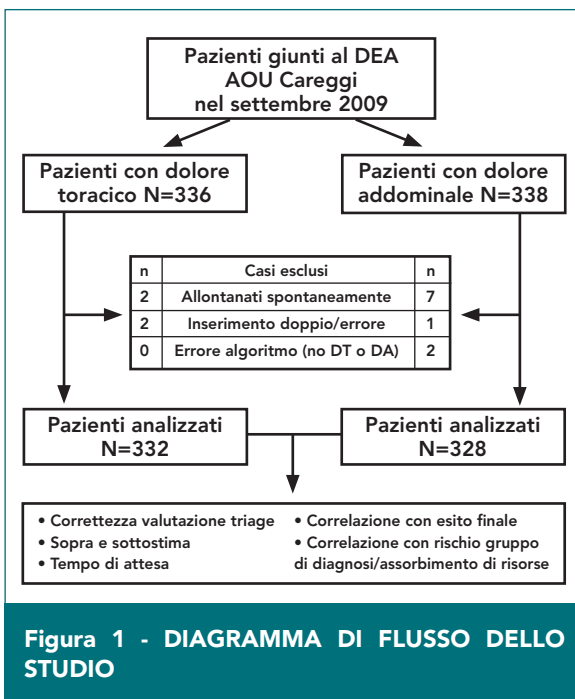 Pazienti giunti al DEA
AOU Careggi
nel settembre 2009
Pazienti con dolore
toracico N=336
Pazienti con dolore
addominale N=338
n Casi esclusi n
2 Allontanati spontaneamente 7
2 Inserimento doppio/errore 1
0 Errore algoritmo (no DT o DA) 2
Pazienti analizzati
N=332
Pazienti analizzati
N=328
• Correttezza valutazione triage
• Sopra e sottostima
• Tempo di attesa
• Correlazione con esito finale
• Correlazione con rischio gruppo
di diagnosi/assorbimento di risorse
Figura 1 - DIAGRAMMA DI FLUSSO DELLO
STUDIO